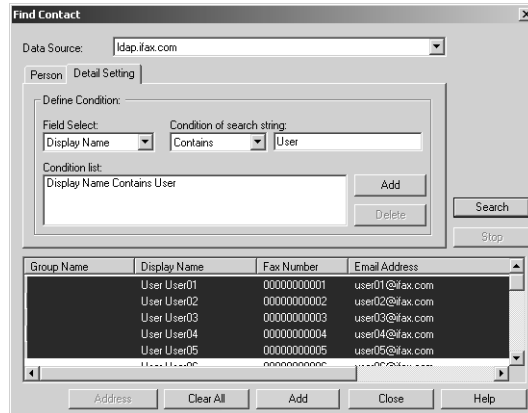 Find Contact
Data Source: ldap.ifax.com
Person Detail Setting
Define Condition:
Field Select: Condition of search string:
Display Name Contains User
Condition list:
Display Name Contains User
Add
Delete
Search
Stop
Group Name Display Name Fax Number Email Address
User User01 00000000001 user01@ifax.com
User User02 00000000002 user02@ifax.com
User User03 00000000003 user03@ifax.com
User User04 00000000004 user04@ifax.com
User User05 00000000005 user05@ifax.com
Address Clear All Add Close Help